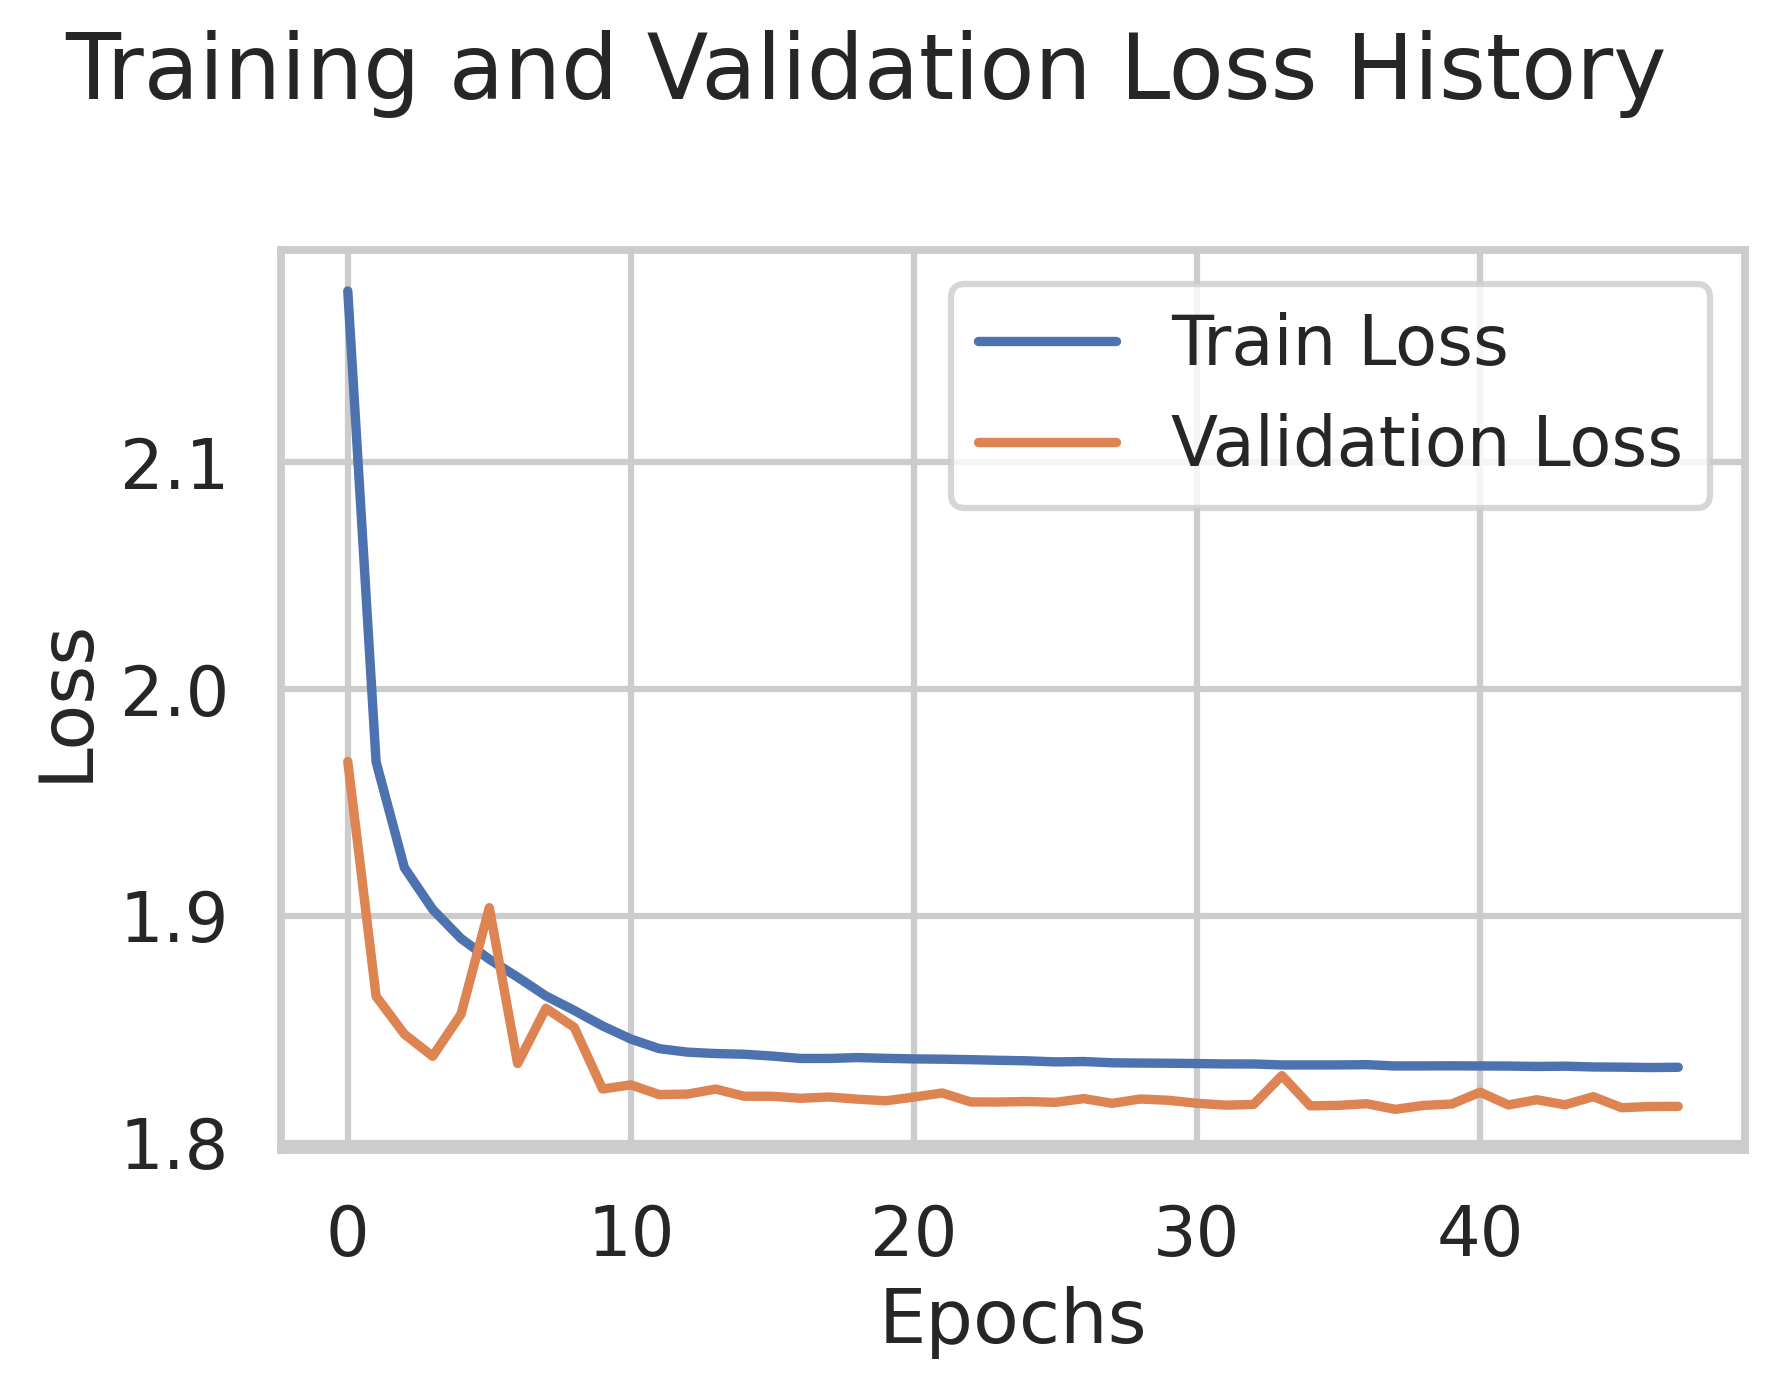 Training and Validation Loss History
Train Loss
Validation Loss
Loss
2.1
2.0
1.9
1.8
0 10 20 30 40
Epochs